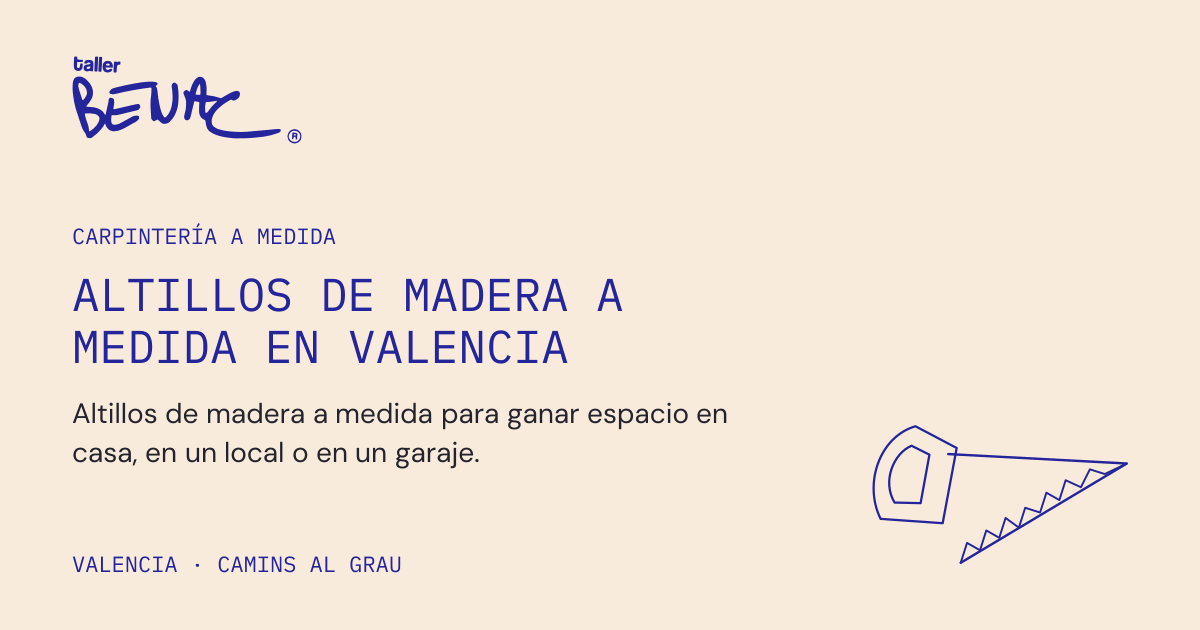 taller
BENAC ®
CARPINTERÍA A MEDIDA
ALTILLOS DE MADERA A
MEDIDA EN VALENCIA
Altillos de madera a medida para ganar espacio en
casa, en un local o en un garaje.
VALENCIA · CAMINS AL GRAU